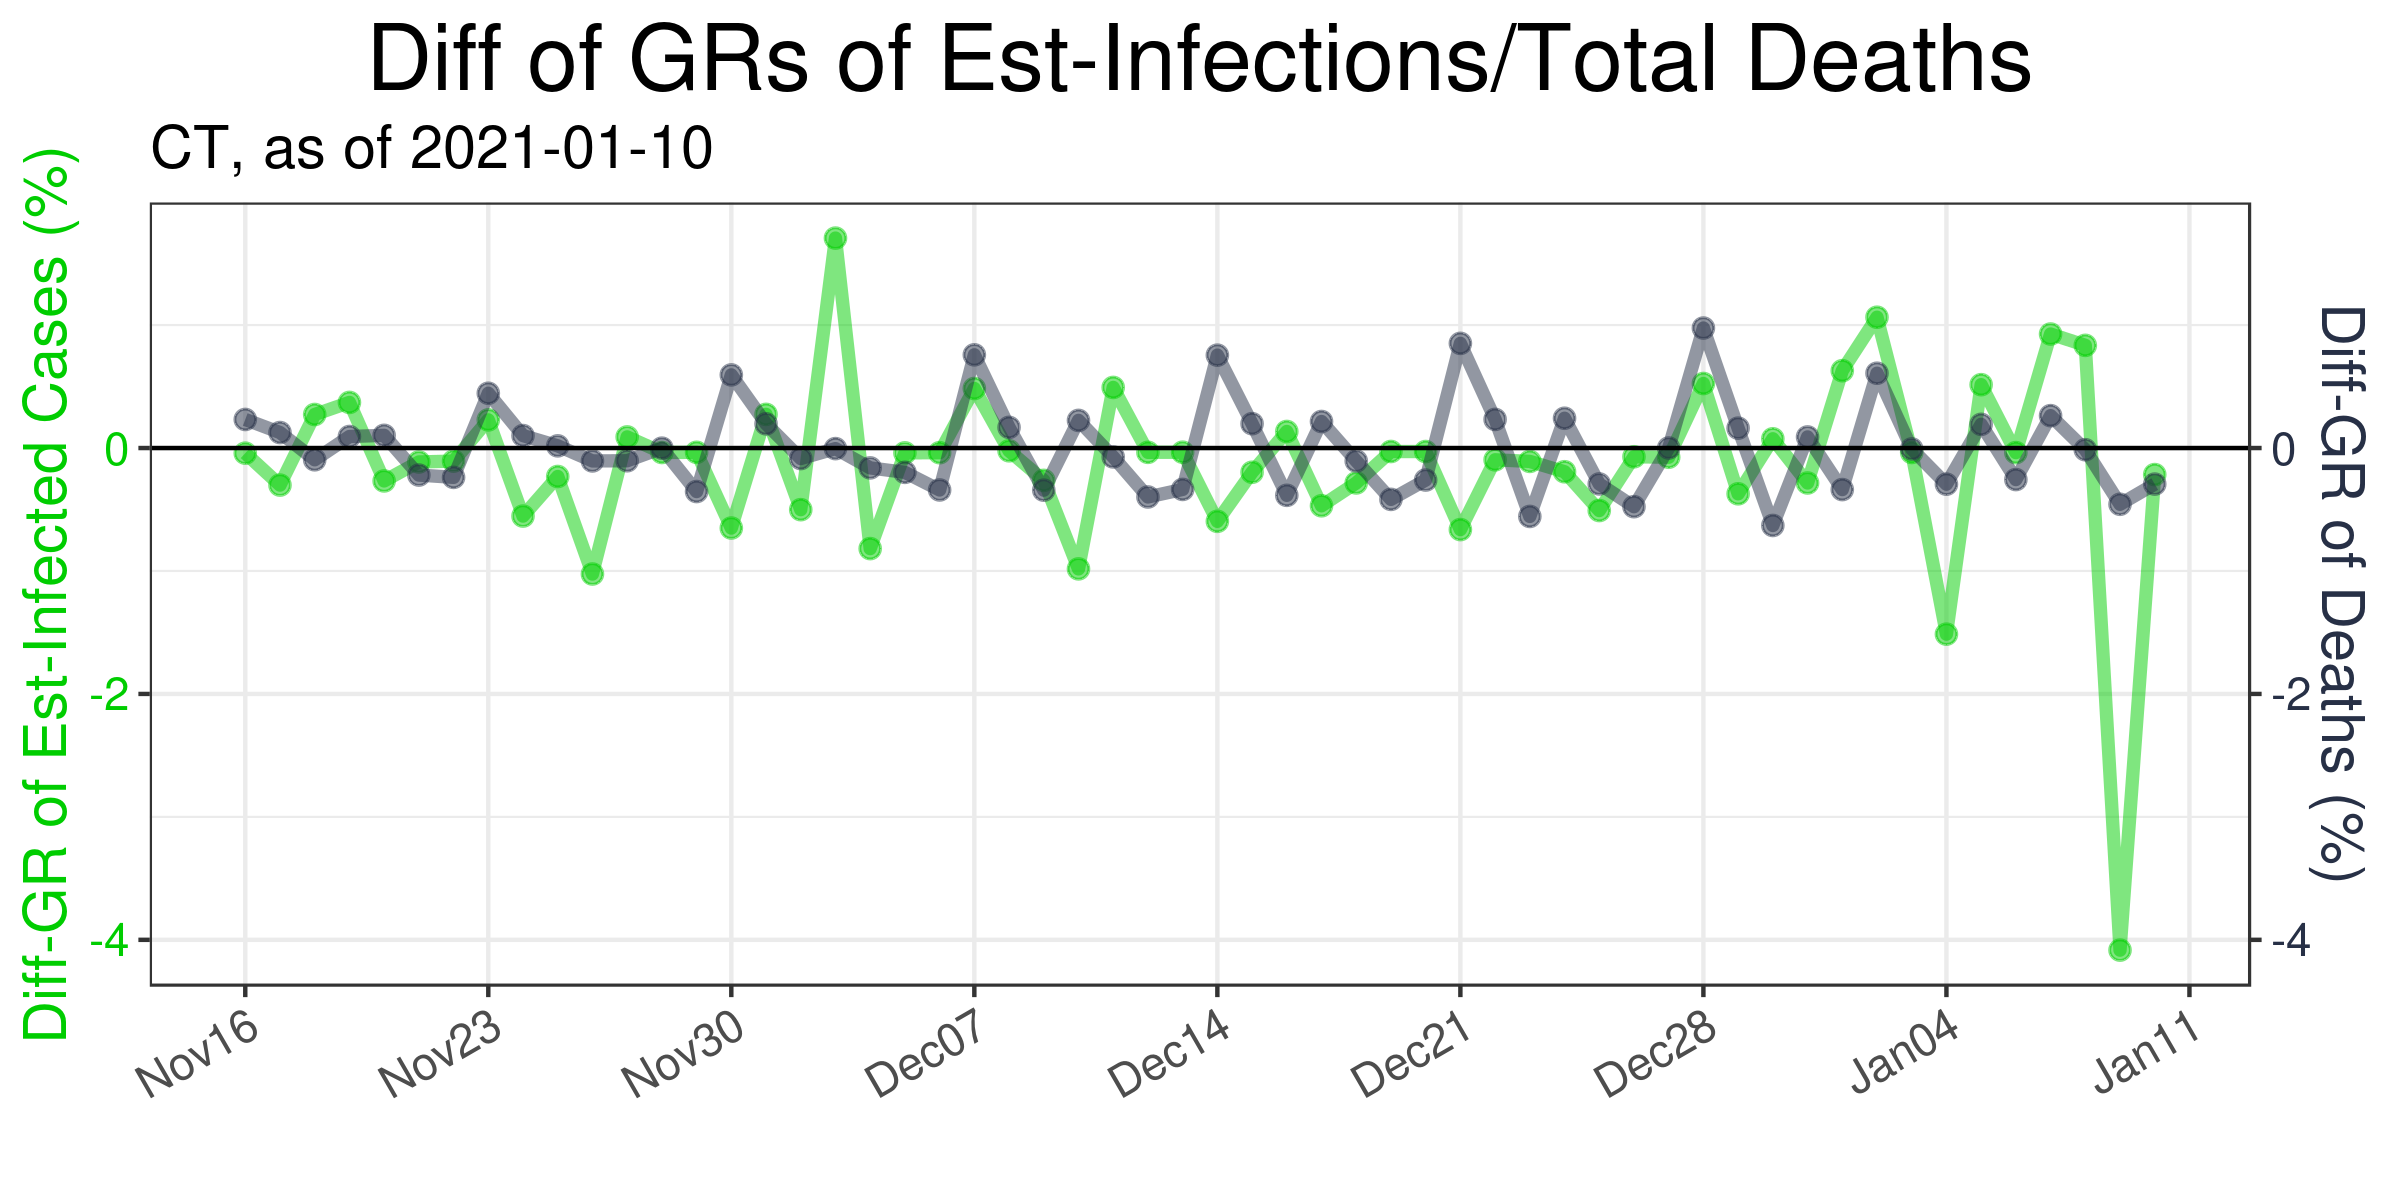 Diff of GRs of Est-Infections/Total Deaths
CT, as of 2021-01-10
Diff-GR of Est-Infected Cases (%)
0
-2
-4
0
-2
-4
Diff-GR of Deaths (%)
Nov16
Nov23
Nov30
Dec07
Dec14
Dec21
Dec28
Jan04
Jan11